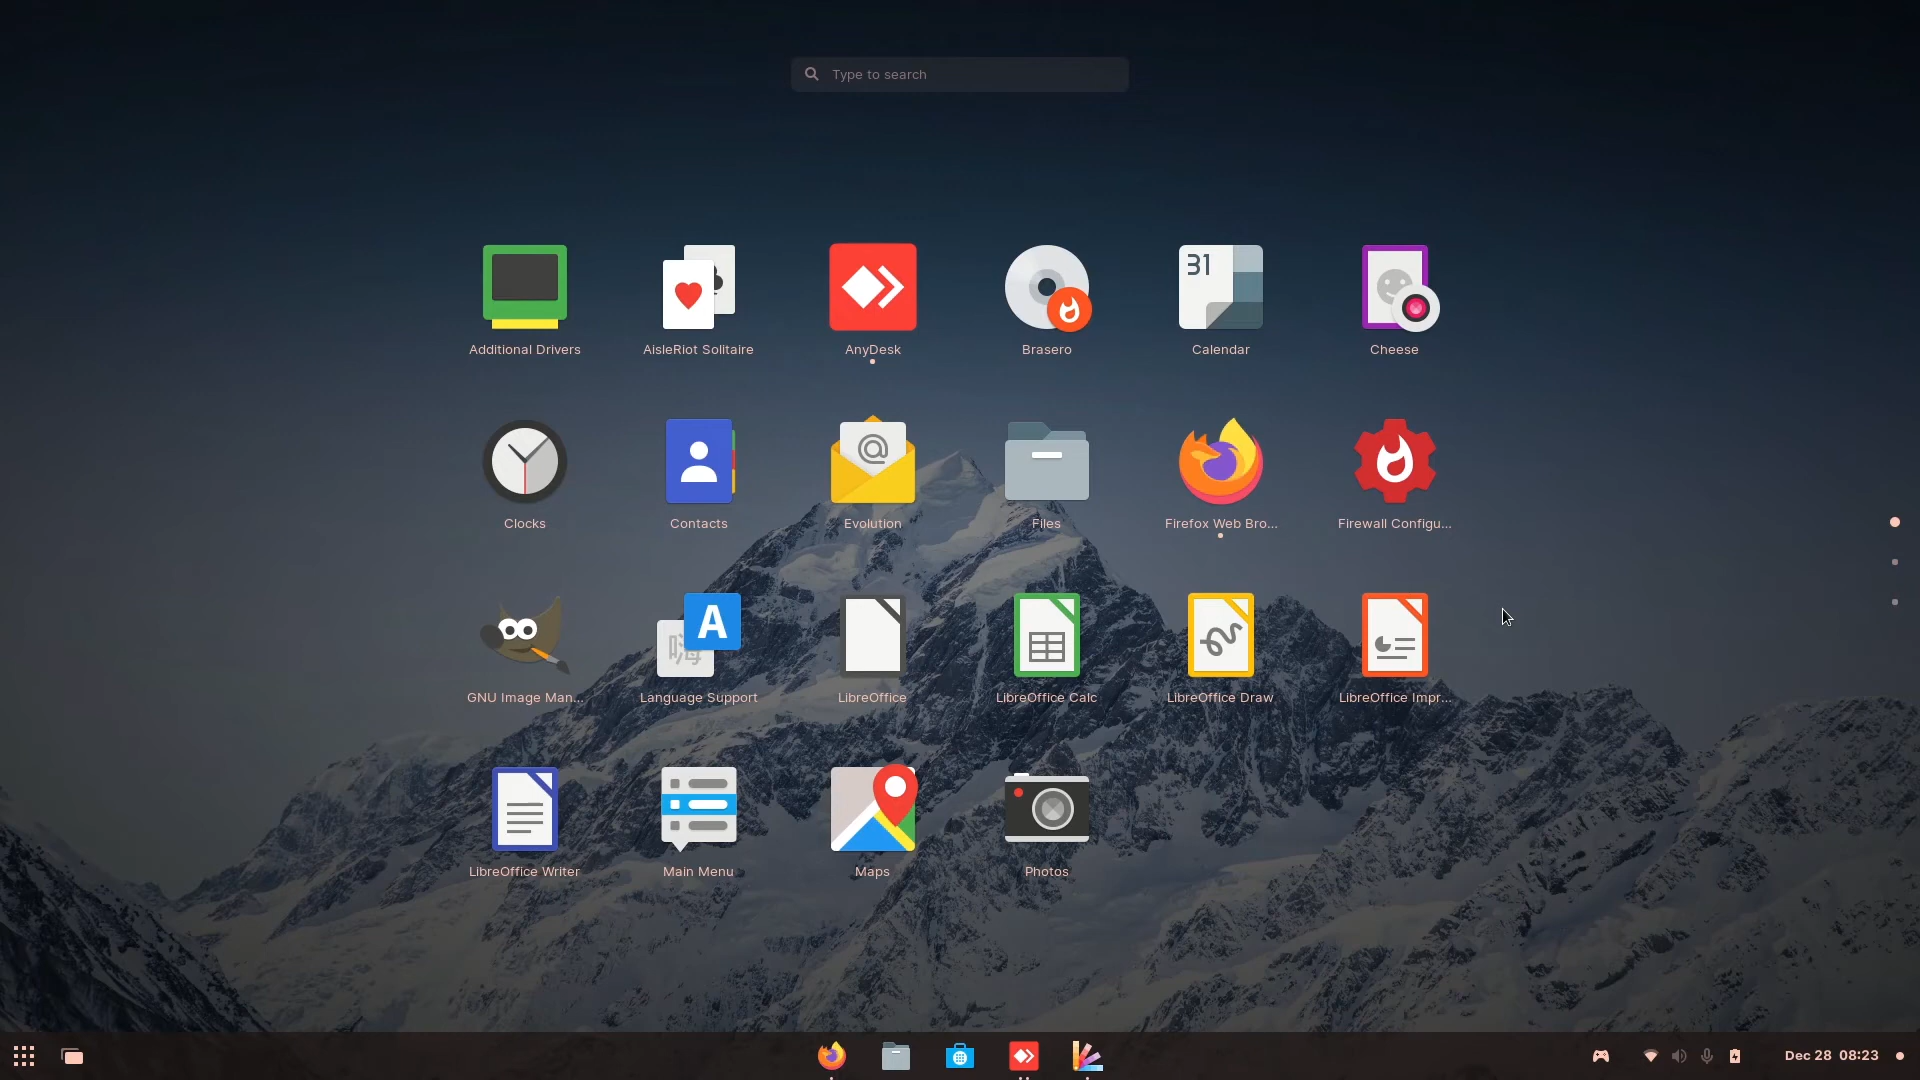 Type to search
Additional Drivers
AisleRiot Solitaire
AnyDesk
Brasero
31
Calendar
Cheese
Clocks
Contacts
@
Evolution
Files
Firefox Web Bro...
Firewall Configu...
GNU Image Man...
嗨 A
Language Support
LibreOffice
LibreOffice Calc
LibreOffice Draw
LibreOffice Impr...
LibreOffice Writer
Main Menu
Maps
Photos
Dec 28 08:23